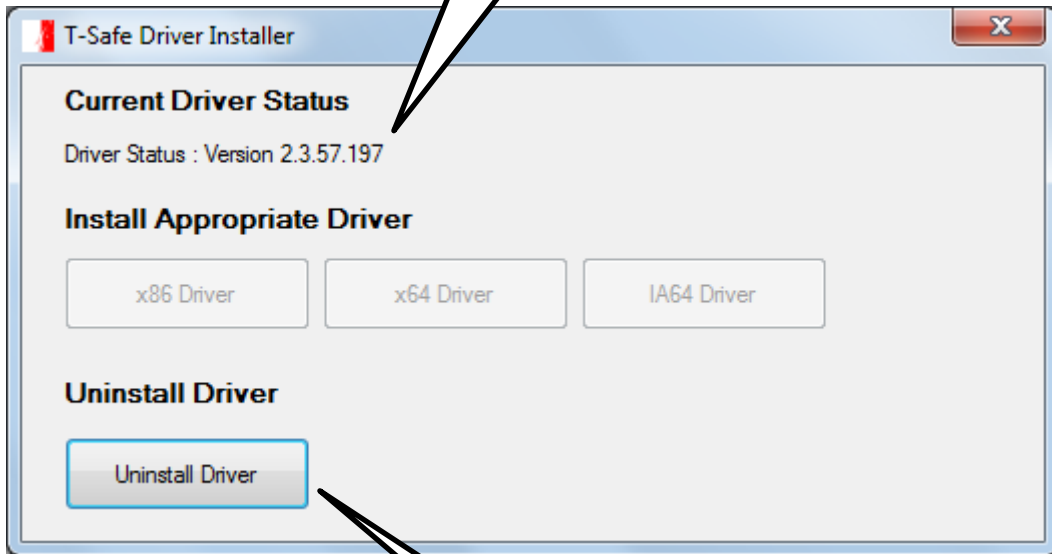 T-Safe Driver Installer
Current Driver Status
Driver Status : Version 2.3.57.197
Install Appropriate Driver
x86 Driver x64 Driver IA64 Driver
Uninstall Driver
Uninstall Driver